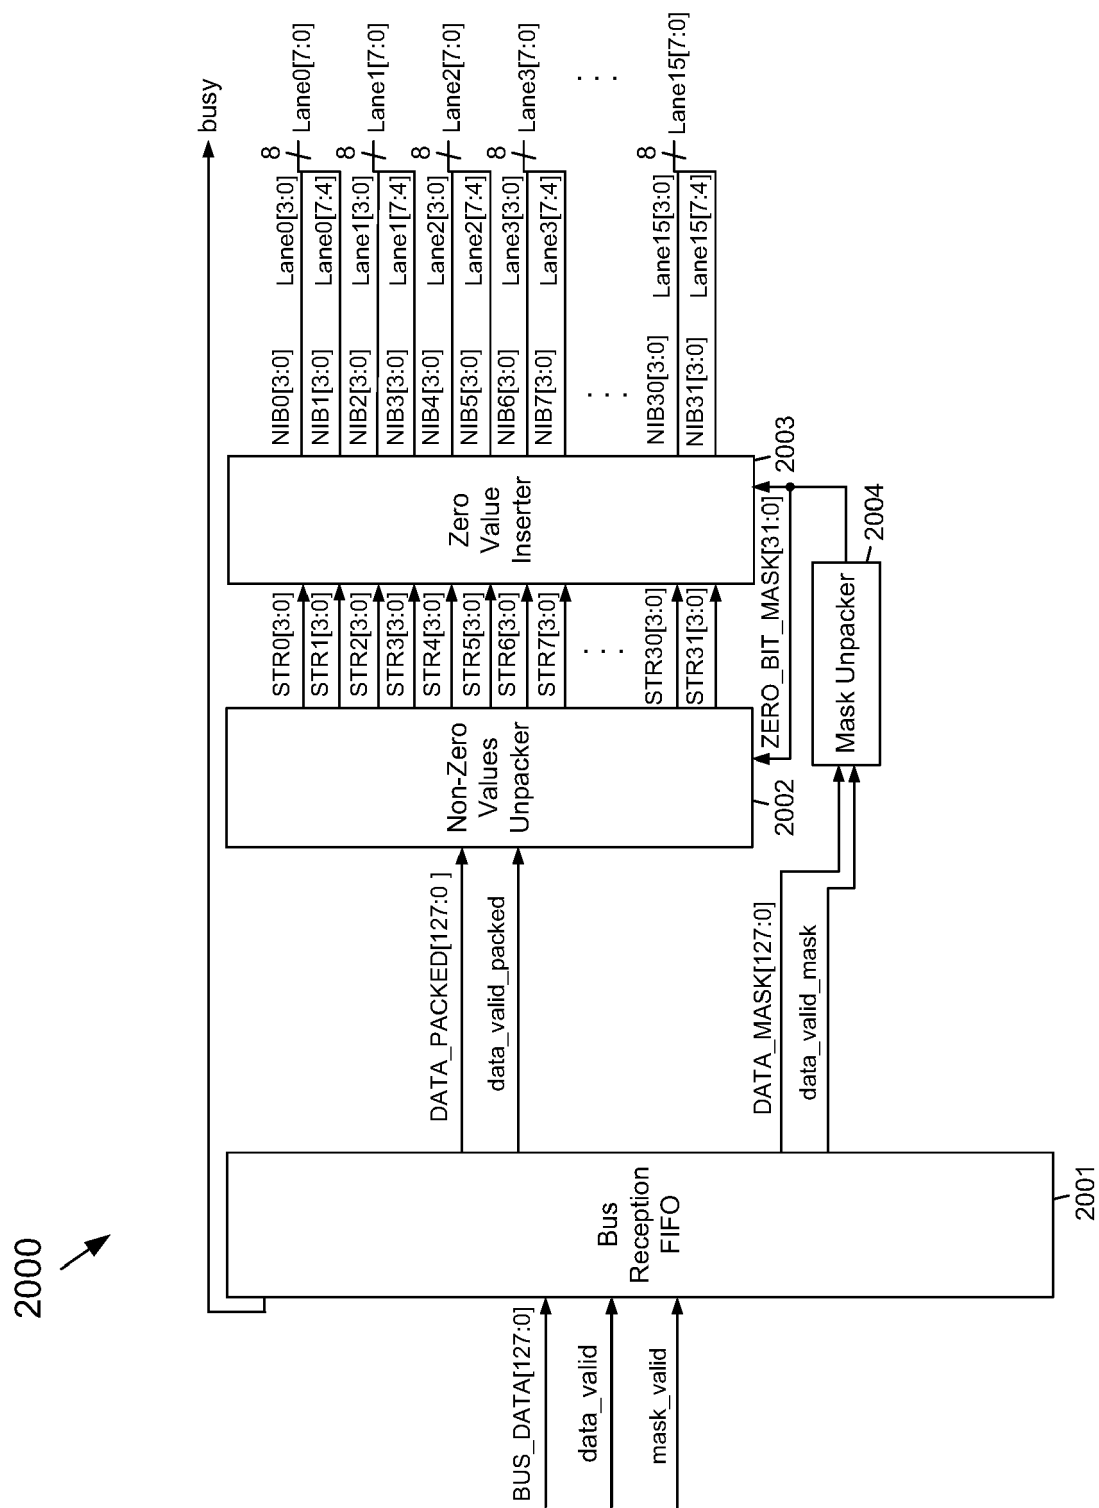 2000
busy
BUS_DATA[127:0]
data_valid
mask_valid
Bus
Reception
FIFO
2001
DATA_PACKED[127:0 ]
data_valid_packed
DATA_MASK[127:0]
data_valid_mask
Non-Zero
Values
Unpacker
2002
STR0[3:0]
STR1[3:0]
STR2[3:0]
STR3[3:0]
STR4[3:0]
STR5[3:0]
STR6[3:0]
STR7[3:0]
. . .
STR30[3:0]
STR31[3:0]
ZERO_BIT_MASK[31:0]
Mask Unpacker
2004
Zero
Value
Inserter
2003
NIB0[3:0]
NIB1[3:0]
NIB2[3:0]
NIB3[3:0]
NIB4[3:0]
NIB5[3:0]
NIB6[3:0]
NIB7[3:0]
. . .
NIB30[3:0]
NIB31[3:0]
Lane0[3:0]
Lane0[7:4]
Lane1[3:0]
Lane1[7:4]
Lane2[3:0]
Lane2[7:4]
Lane3[3:0]
Lane3[7:4]
Lane15[3:0]
Lane15[7:4]
8
Lane0[7:0]
8
Lane1[7:0]
8
Lane2[7:0]
8
Lane3[7:0]
. . .
8
Lane15[7:0]